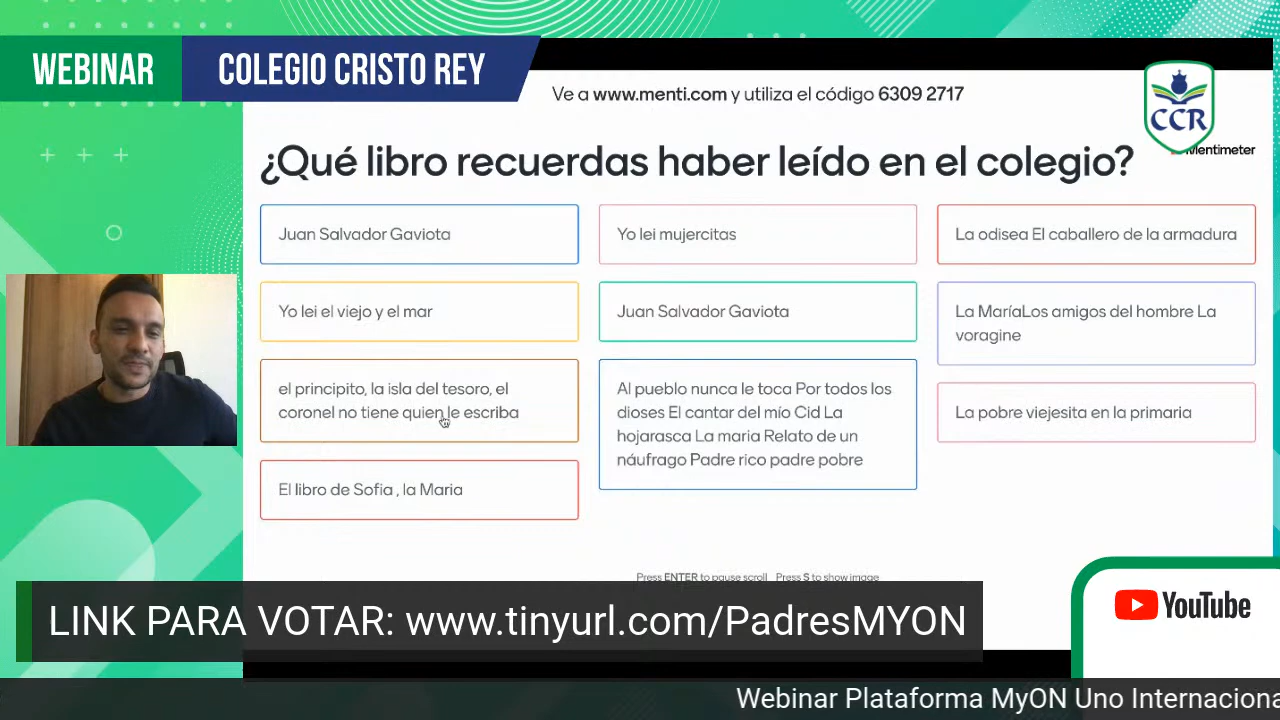 WEBINAR
COLEGIO CRISTO REY
Ve a www.menti.com y utiliza el código 6309 2717
CCR
Mentimeter
¿Qué libro recuerdas haber leído en el colegio?
Juan Salvador Gaviota
Yo lei mujercitas
La odisea El caballero de la armadura
Yo lei el viejo y el mar
Juan Salvador Gaviota
La MaríaLos amigos del hombre La
voragine
el principito, la isla del tesoro, el
coronel no tiene quien le escriba
Al pueblo nunca le toca Por todos los
dioses El cantar del mío Cid La
hojarasca La maria Relato de un
náufrago Padre rico padre pobre
La pobre viejesita en la primaria
El libro de Sofia , la Maria
Press ENTER to pause scroll Press S to show image
LINK PARA VOTAR: www.tinyurl.com/PadresMYON
YouTube
Webinar Plataforma MyON Uno Internaciona